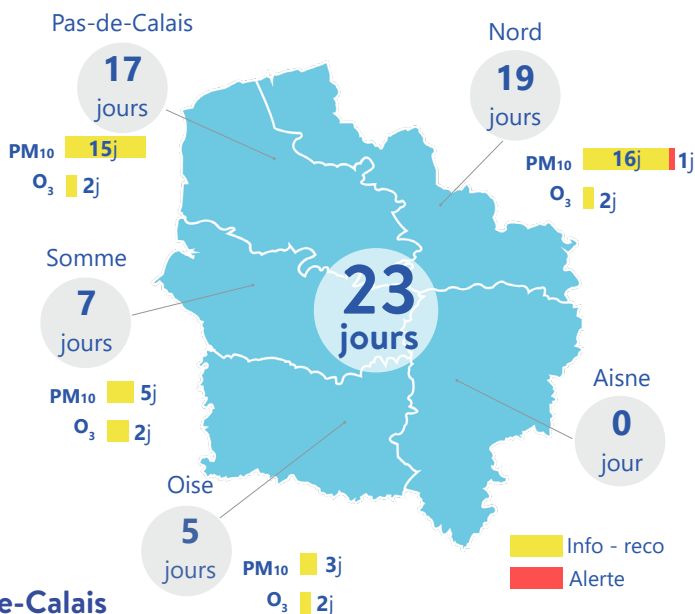 Pas-de-Calais
17
jours
PM10 15j
O3 2j
Nord
19
jours
PM10 16j 1j
O3 2j
Somme
7
jours
PM10 5j
O3 2j
23
jours
Aisne
0
jour
Oise
5
jours
PM10 3j
O3 2j
Info - reco
Alerte
e-Calais